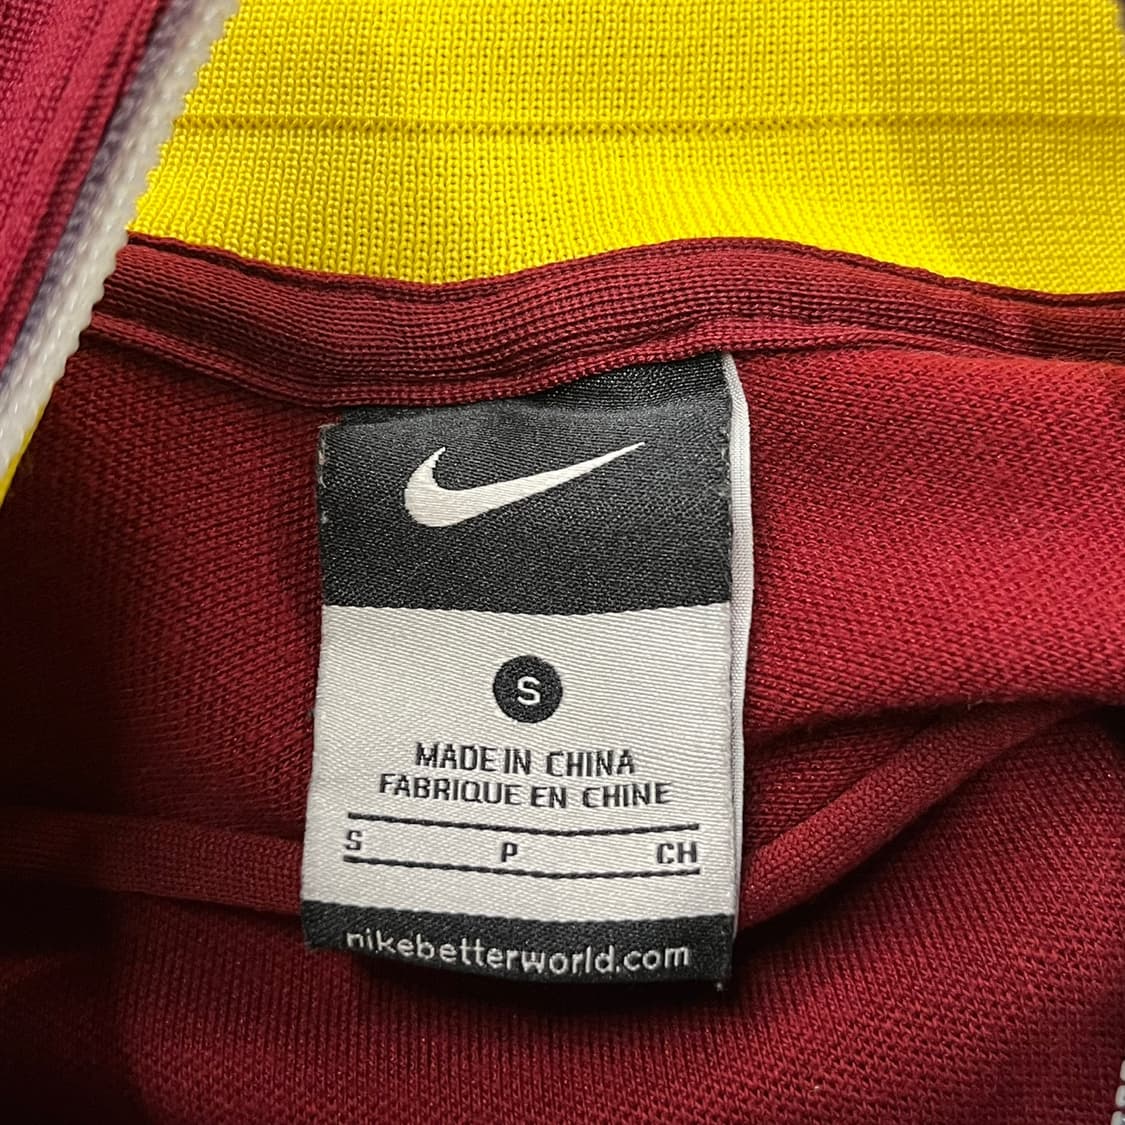 S
MADE IN CHINA
FABRIQUE EN CHINE
S P CH
nikebetterworld.com